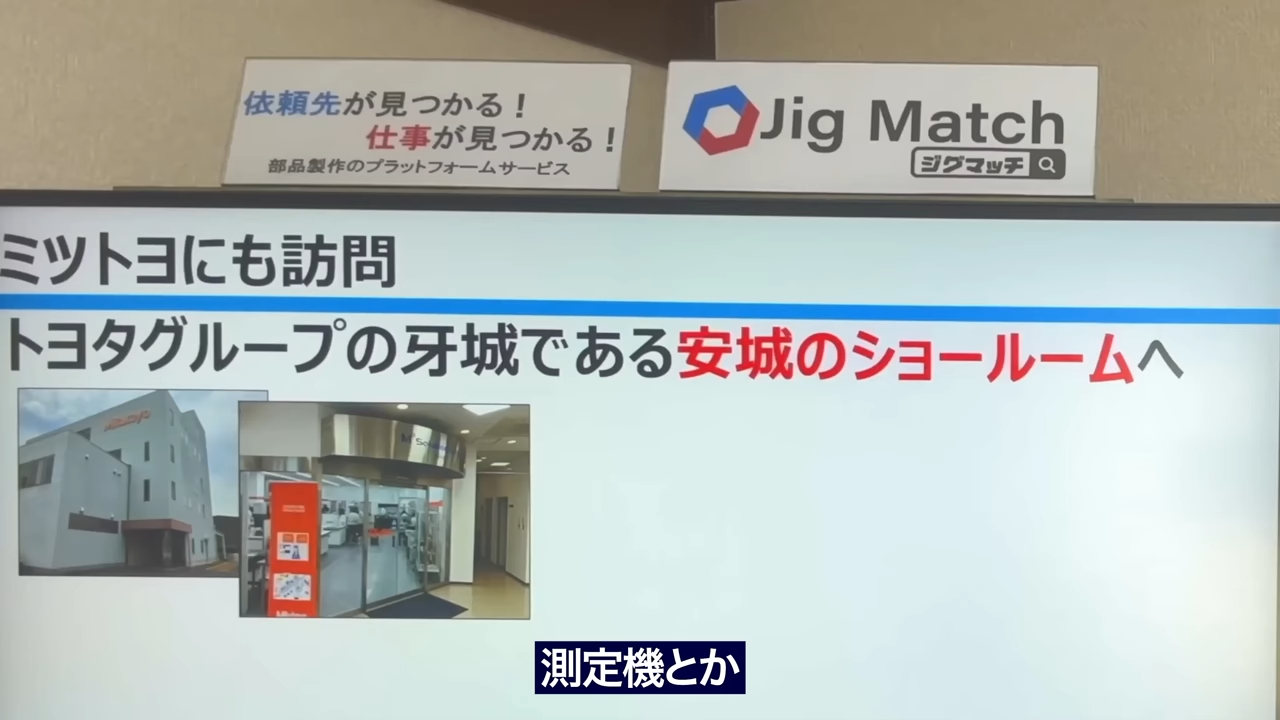 依頼先が見つかる！
仕事が見つかる！
部品製作のプラットフォームサービス
Jig Match
ジグマッチ
ミツトヨにも訪問
トヨタグループの牙城である安城のショールームへ
Mitutoyo
測定機とか